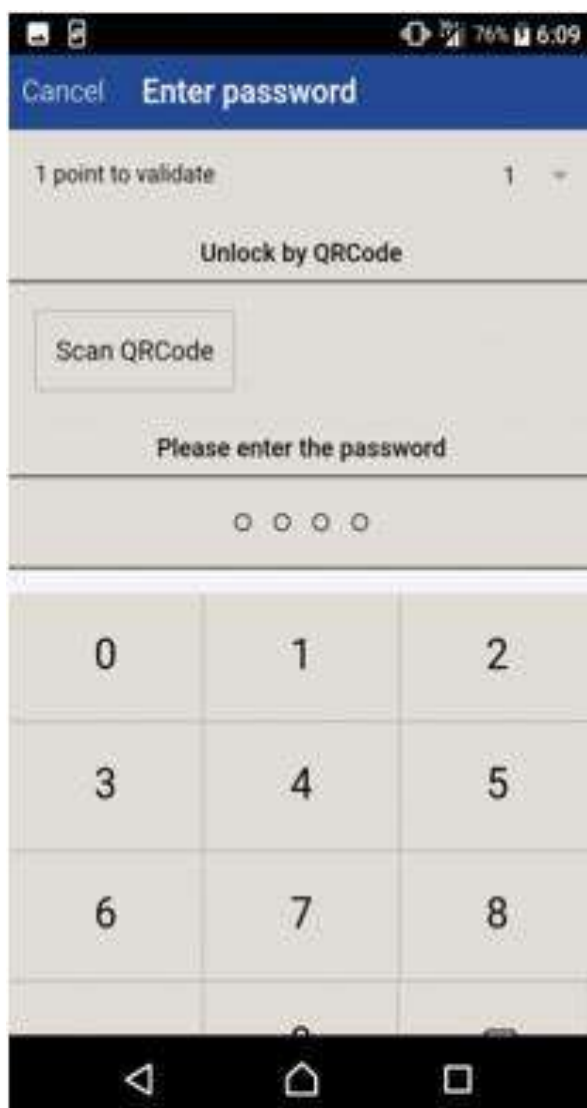 76% 6:09
Cancel Enter password
1 point to validate 1
Unlock by QRCode
Scan QRCode
Please enter the password
0 1 2
3 4 5
6 7 8